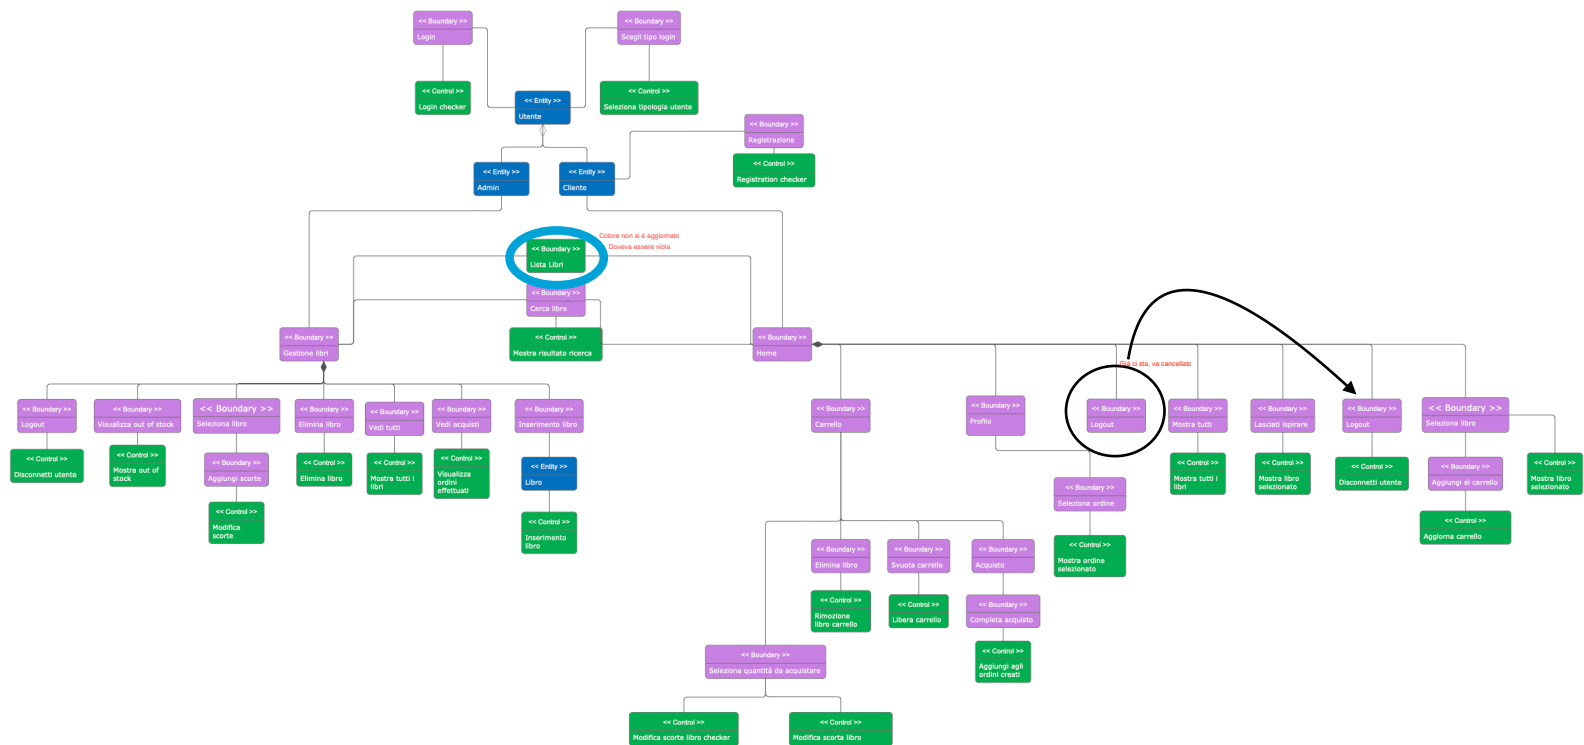 << Boundary >>
Login
<< Boundary >>
Scegli tipo login
<< Control >>
Login checker
<< Entity >>
Utente
<< Control >>
Seleziona tipologia utente
<< Boundary >>
Registrazione
<< Control >>
Registration checker
<< Entity >>
Admin
<< Entity >>
Cliente
Colore non si è aggiornato
Doveva essere viola
<< Boundary >>
Lista Libri
<< Boundary >>
Cerca libro
<< Control >>
Mostra risultato ricerca
<< Boundary >>
Gestione libri
<< Boundary >>
Home
Già ci sta, va cancellato
<< Boundary >>
Logout
<< Control >>
Disconnetti utente
<< Boundary >>
Visualizza out of stock
<< Control >>
Mostra out of
stock
<< Boundary >>
Seleziona libro
<< Boundary >>
Aggiungi scorte
<< Control >>
Modifica
scorte
<< Boundary >>
Elimina libro
<< Control >>
Elimina libro
<< Boundary >>
Vedi tutti
<< Control >>
Mostra tutti i
libri
<< Boundary >>
Vedi acquisti
<< Control >>
Visualizza
ordini
effettuati
<< Boundary >>
Inserimento libro
<< Entity >>
Libro
<< Control >>
Inserimento
libro
<< Boundary >>
Carrello
<< Boundary >>
Profilo
<< Boundary >>
Logout
<< Boundary >>
Mostra tutti
<< Control >>
Mostra tutti i
libri
<< Boundary >>
Lasciati ispirare
<< Control >>
Mostra libro
selezionato
<< Boundary >>
Logout
<< Control >>
Disconnetti utente
<< Boundary >>
Seleziona libro
<< Boundary >>
Aggiungi al carrello
<< Control >>
Aggiorna carrello
<< Control >>
Mostra libro
selezionato
<< Boundary >>
Seleziona ordine
<< Control >>
Mostra ordine
selezionato
<< Boundary >>
Elimina libro
<< Control >>
Rimozione
libro carrello
<< Boundary >>
Svuota carrello
<< Control >>
Libera carrello
<< Boundary >>
Acquisto
<< Boundary >>
Completa acquisto
<< Control >>
Aggiungi agli
ordini creati
<< Boundary >>
Seleziona quantità da acquistare
<< Control >>
Modifica scorte libro checker
<< Control >>
Modifica scorta libro